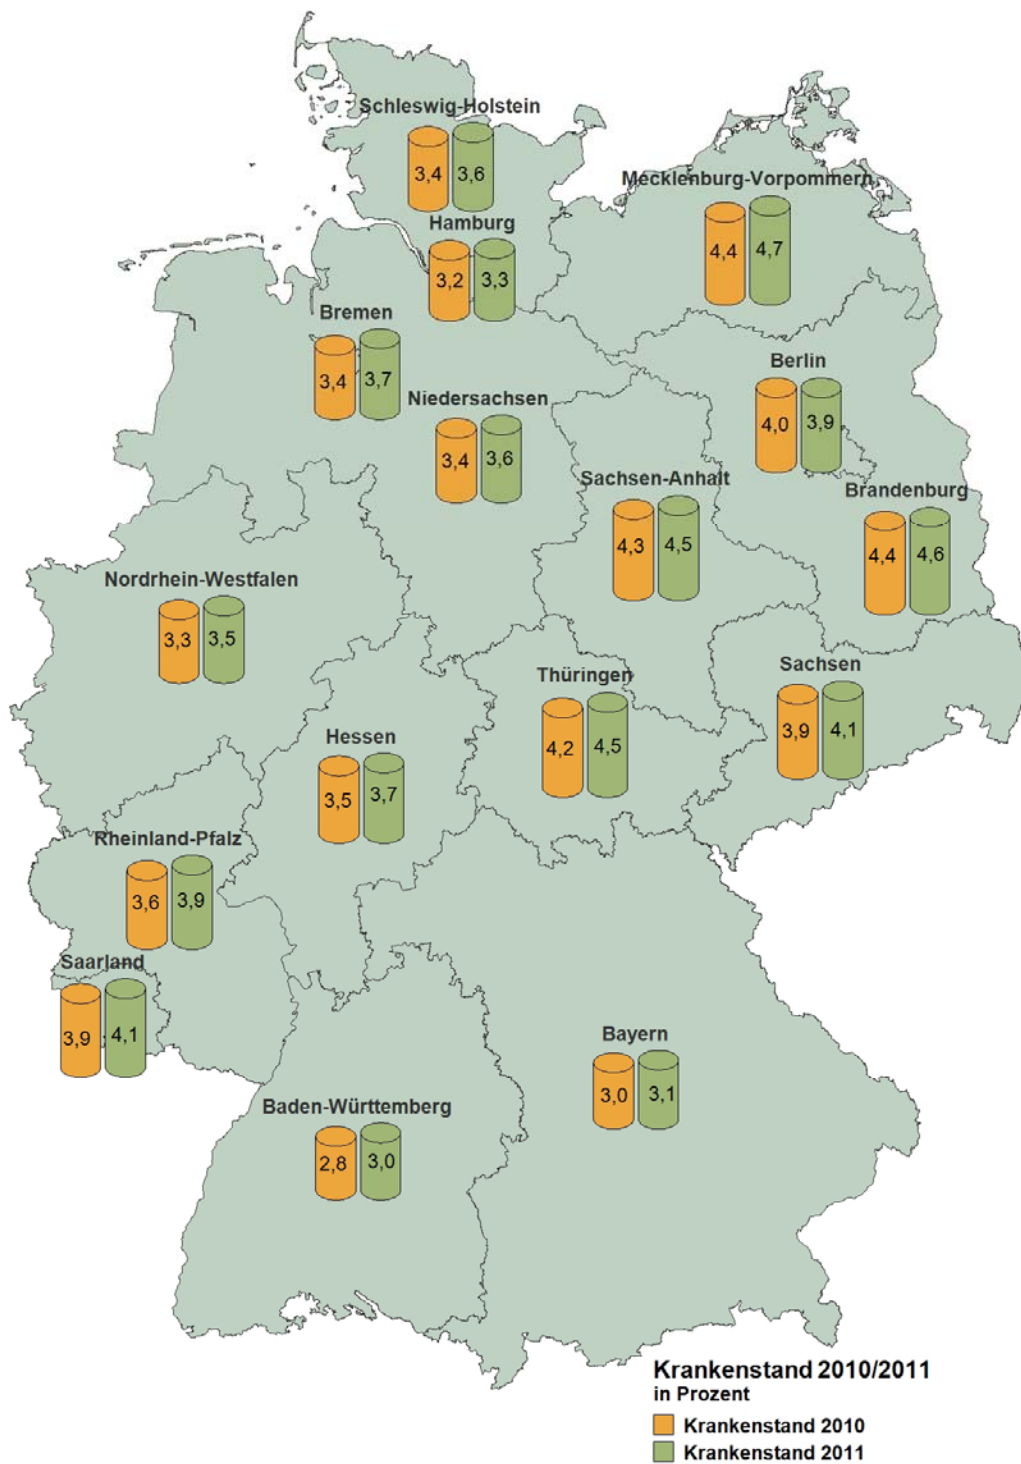 Schleswig-Holstein
3,4 3,6
Mecklenburg-Vorpommern
4,4 4,7
Hamburg
3,2 3,3
Bremen
3,4 3,7
Berlin
4,0 3,9
Niedersachsen
3,4 3,6
Sachsen-Anhalt
4,3 4,5
Brandenburg
4,4 4,6
Nordrhein-Westfalen
3,3 3,5
Thüringen
4,2 4,5
Sachsen
3,9 4,1
Hessen
3,5 3,7
Rheinland-Pfalz
3,6 3,9
Saarland
3,9 4,1
Bayern
3,0 3,1
Baden-Württemberg
2,8 3,0
Krankenstand 2010/2011
in Prozent
Krankenstand 2010
Krankenstand 2011